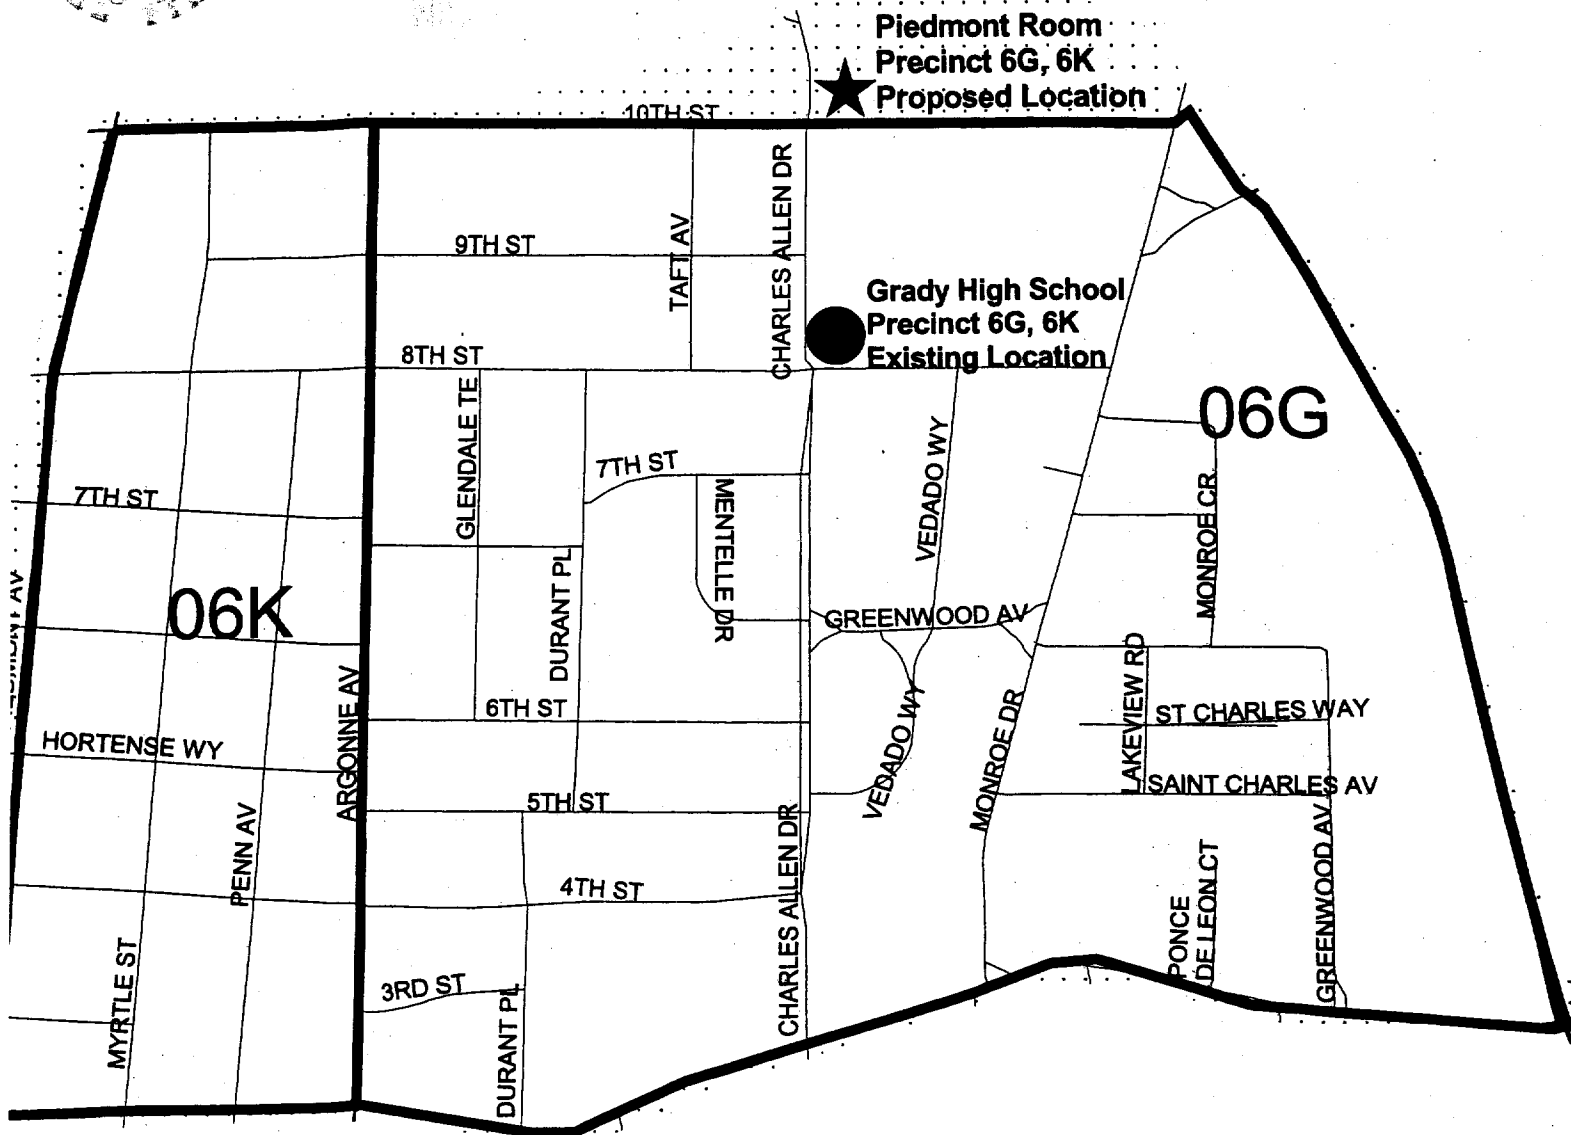 Piedmont Room
Precinct 6G, 6K
Proposed Location
10TH ST
CHARLES ALLEN DR
TAFT AV
9TH ST
Grady High School
Precinct 6G, 6K
Existing Location
8TH ST
GLENDALE TE
06G
VEDADO WY
7TH ST
7TH ST
MENTELLE DR
MONROE CR
DURANT PL
06K
GREENWOOD AV
LAKEVIEW RD
ARGONNE AV
6TH ST
VEDADO WY
MONROE DR
ST CHARLES WAY
HORTENSE WY
SAINT CHARLES AV
5TH ST
PENN AV
CHARLES ALLEN DR
GREENWOOD AV
4TH ST
PONCE
DE LEON CT
MYRTLE ST
3RD ST
DURANT PL